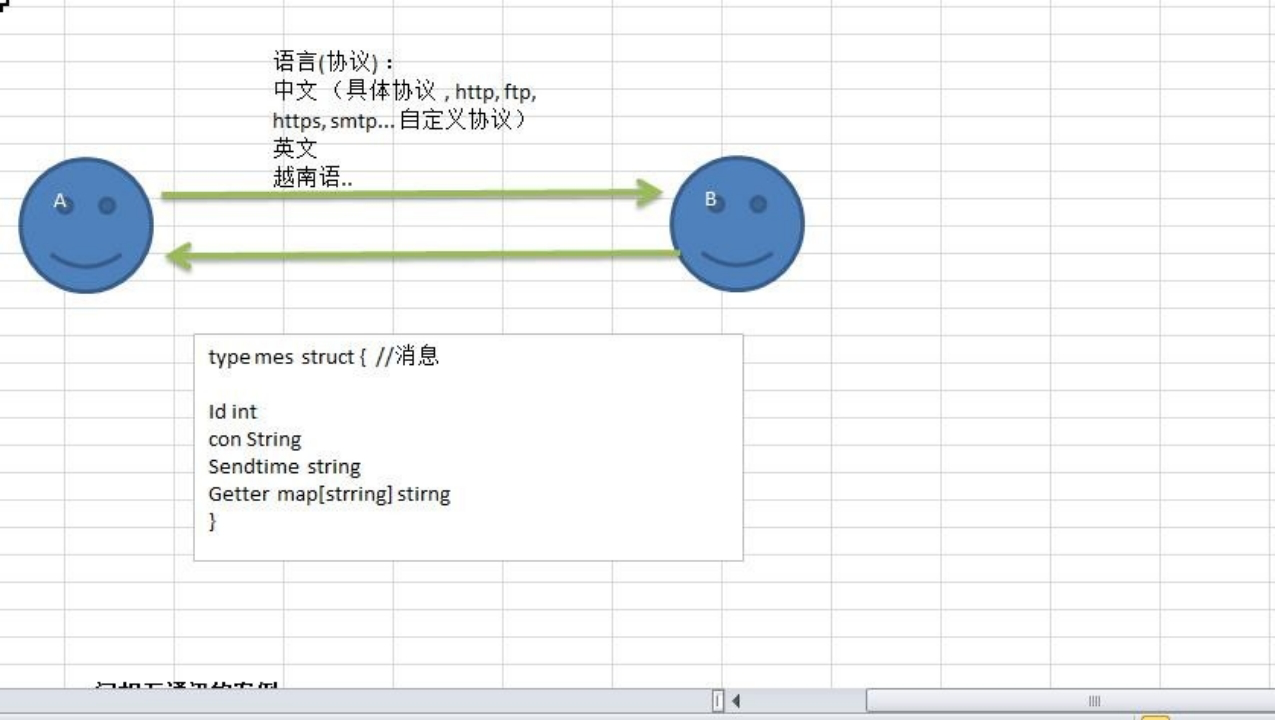 语言(协议)：
中文（具体协议 , http, ftp,
https, smtp... 自定义协议）
英文
越南语..
A
B
type mes struct { //消息
Id int
con String
Sendtime string
Getter map[strring] stirng
}